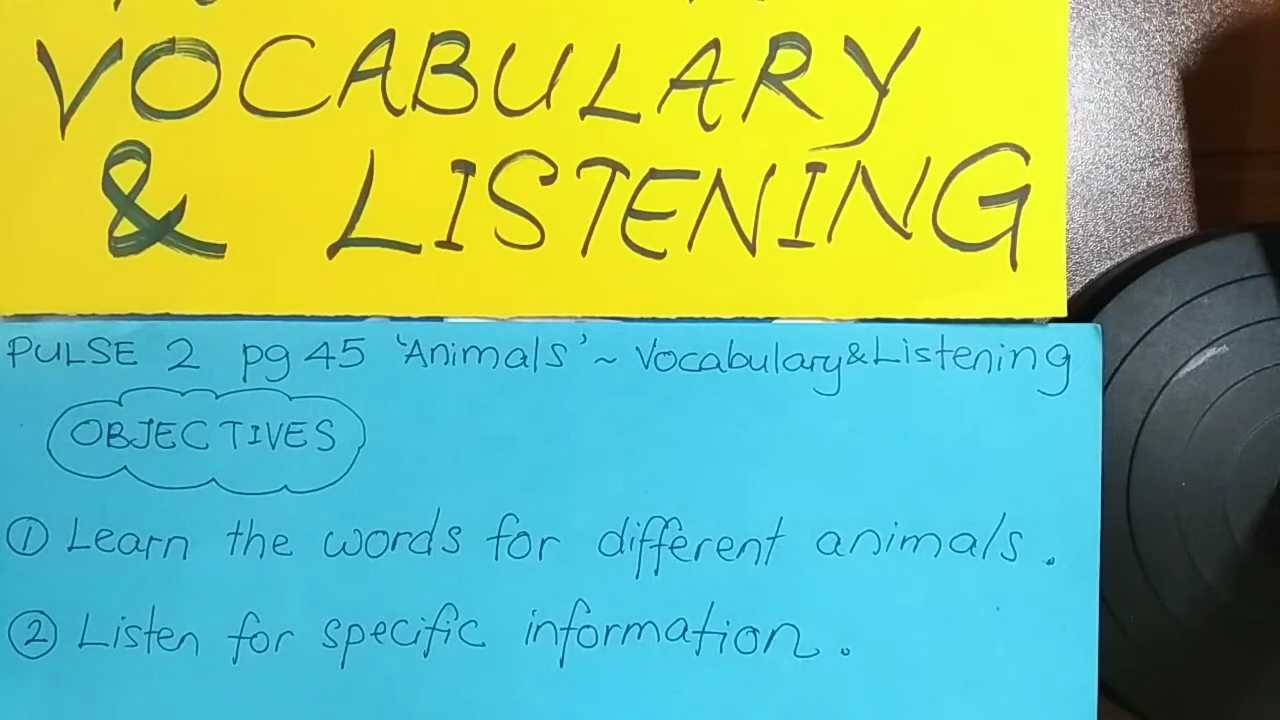 VOCABULARY
& LISTENING
PULSE 2 pg 45 'Animals' ~ Vocabulary & Listening
OBJECTIVES
① Learn the words for different animals.
② Listen for specific information.